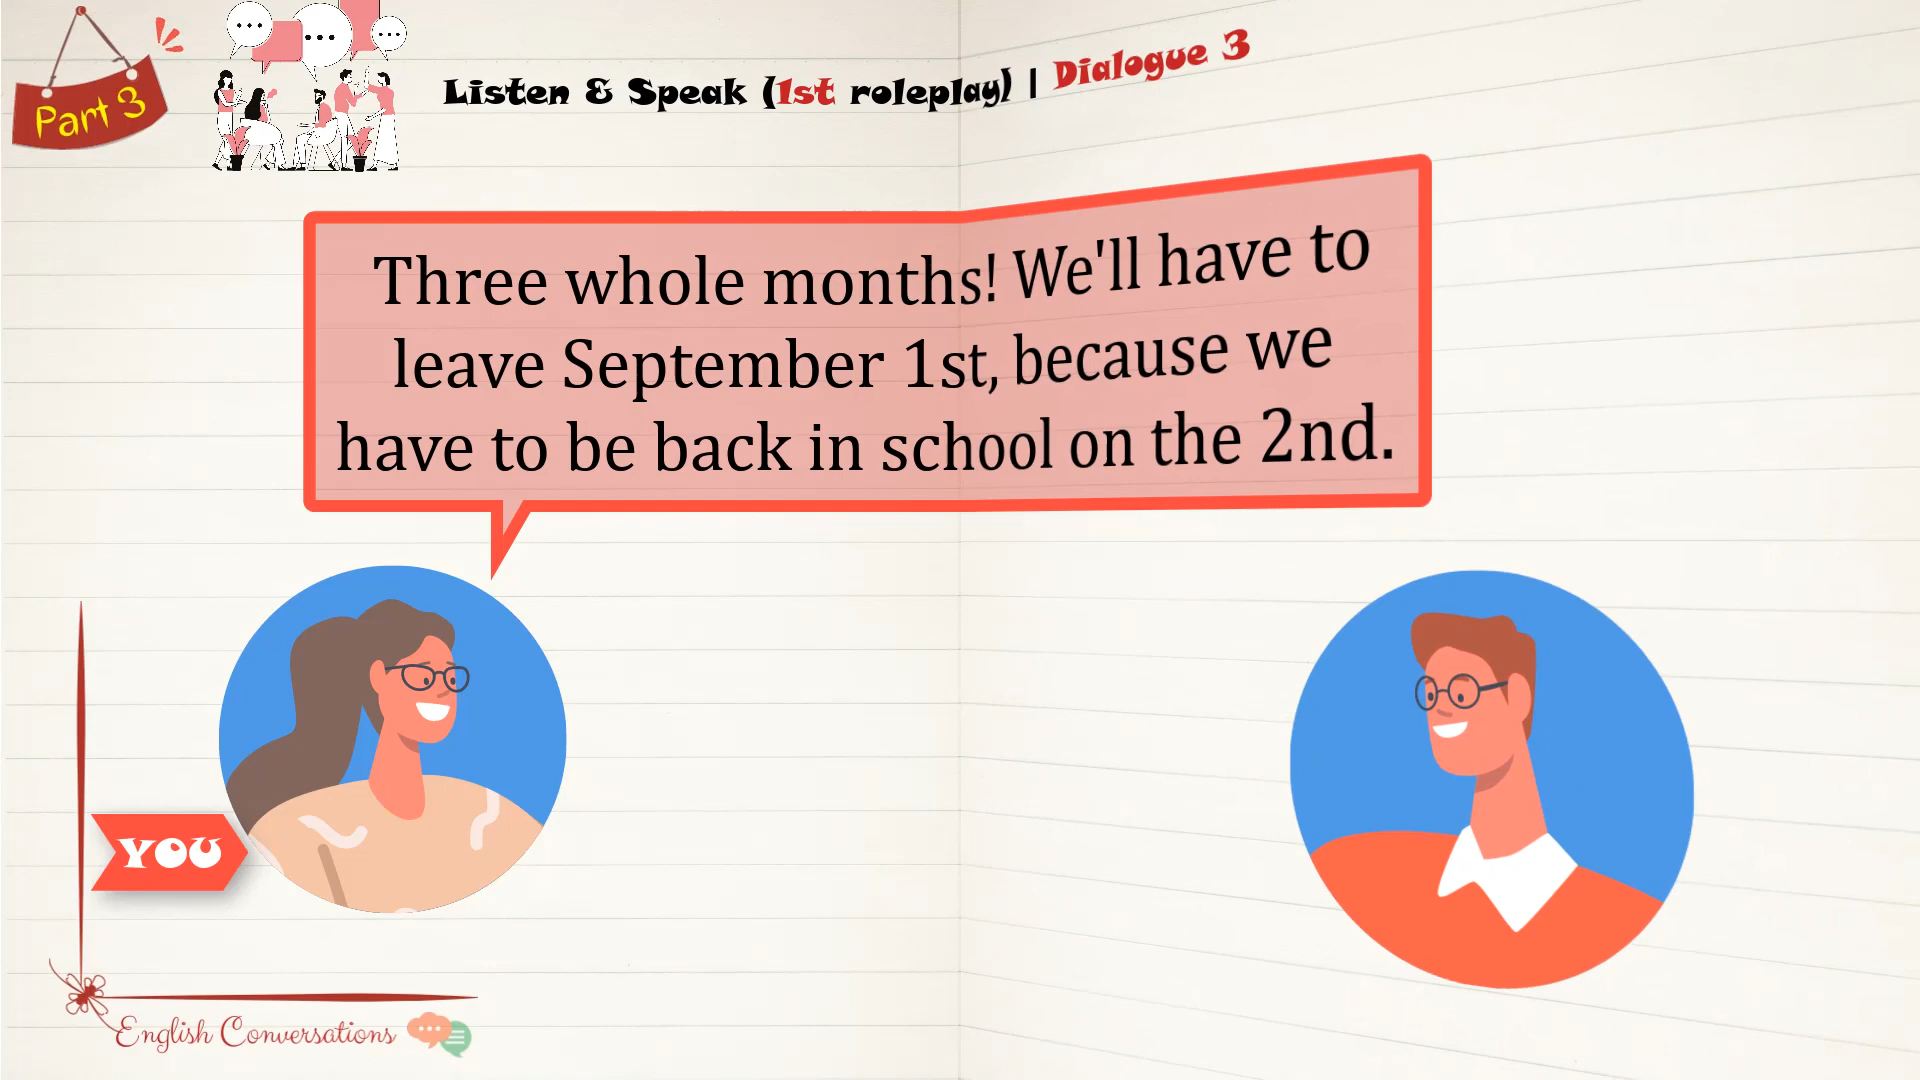 Part 3
Listen & Speak (1st roleplay) | Dialogue 3
Three whole months! We'll have to
leave September 1st, because we
have to be back in school on the 2nd.
YOU
English Conversations